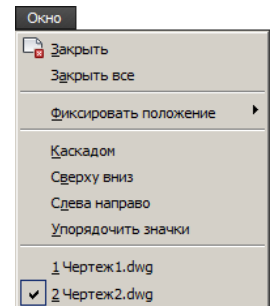 Окно
Закрыть
Закрыть все
Фиксировать положение
Каскадом
Сверху вниз
Слева направо
Упорядочить значки
1 Чертеж1.dwg
2 Чертеж2.dwg